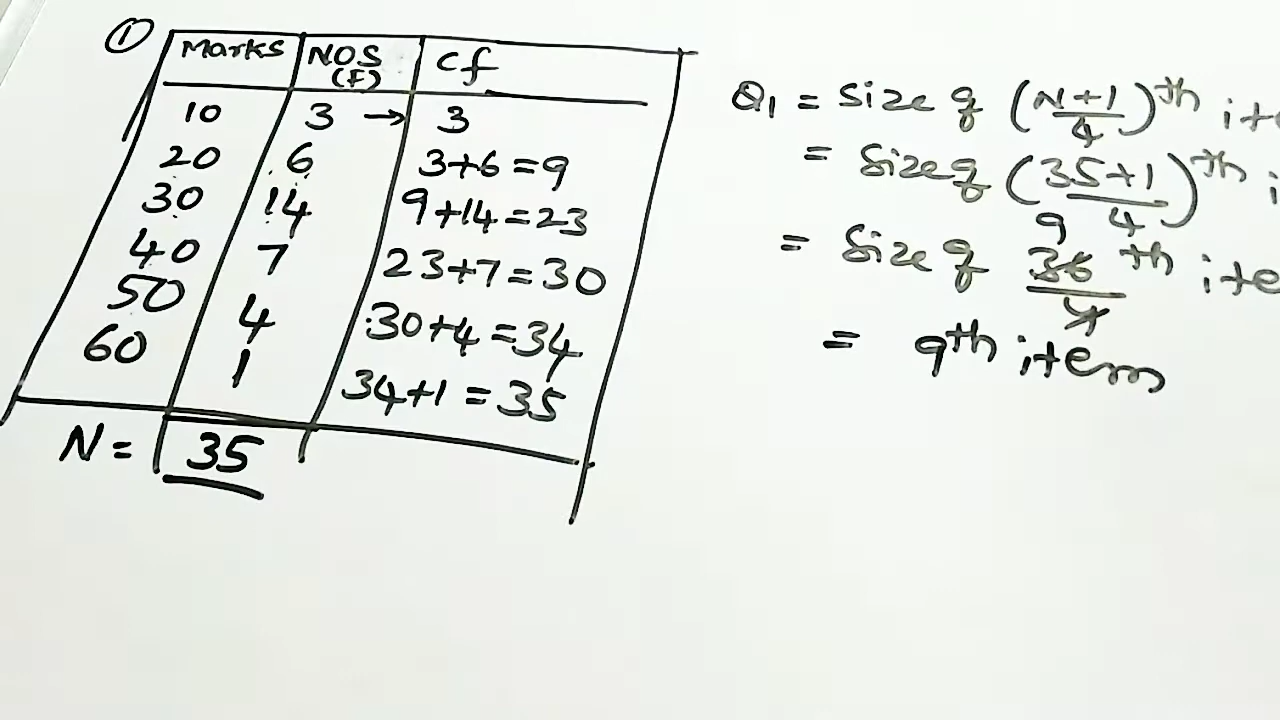 ① Marks NOS (F) cf
10 3 → 3
20 6 3+6=9
30 14 9+14=23
40 7 23+7=30
50 4 30+4=34
60 1 34+1=35
N= 35
Q₁ = Size of (N+1/4)th ite
= Size of (35+1/4)th i
= Size of 36/4 9 th ite
= 9th item